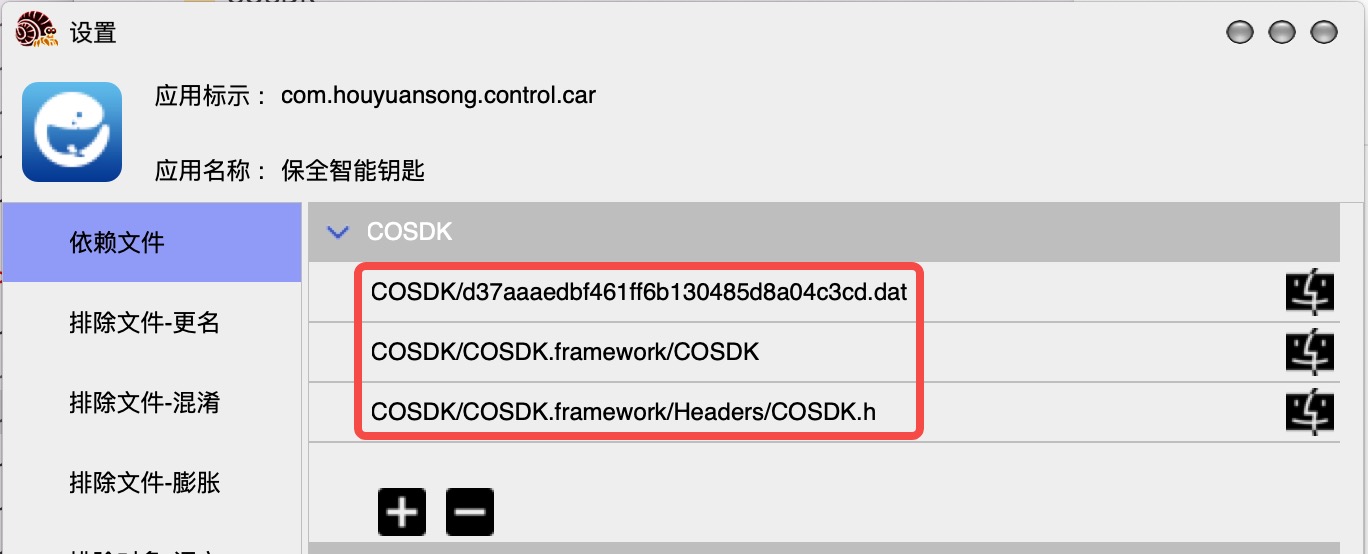 设置
应用标示： com.houyuansong.control.car
应用名称： 保全智能钥匙
依赖文件
排除文件-更名
排除文件-混淆
排除文件-膨胀
COSDK
COSDK/d37aaaedbf461ff6b130485d8a04c3cd.dat
COSDK/COSDK.framework/COSDK
COSDK/COSDK.framework/Headers/COSDK.h